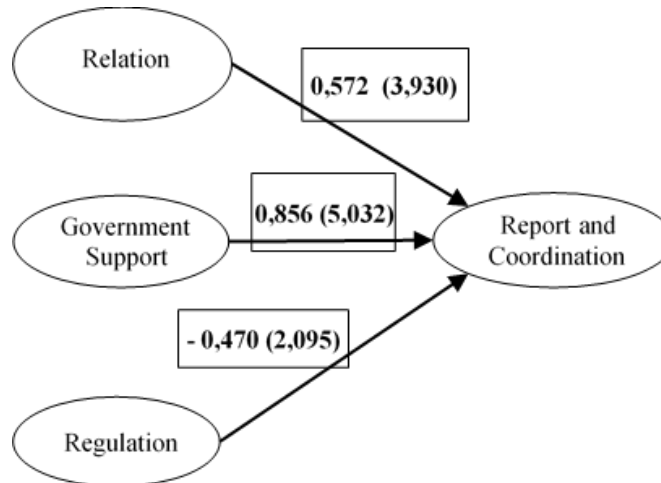 Relation
0,572 (3,930)
Government
Support
0,856 (5,032)
Report and
Coordination
- 0,470 (2,095)
Regulation